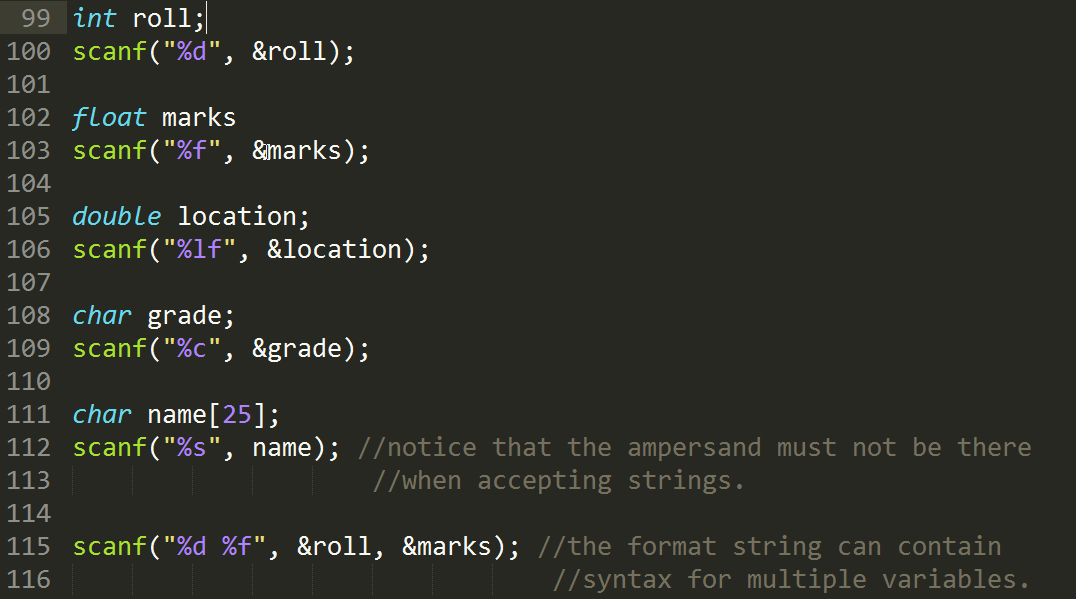 99 int roll;
100 scanf("%d", &roll);
101
102 float marks
103 scanf("%f", &marks);
104
105 double location;
106 scanf("%lf", &location);
107
108 char grade;
109 scanf("%c", &grade);
110
111 char name[25];
112 scanf("%s", name); //notice that the ampersand must not be there
113 //when accepting strings.
114
115 scanf("%d %f", &roll, &marks); //the format string can contain
116 //syntax for multiple variables.